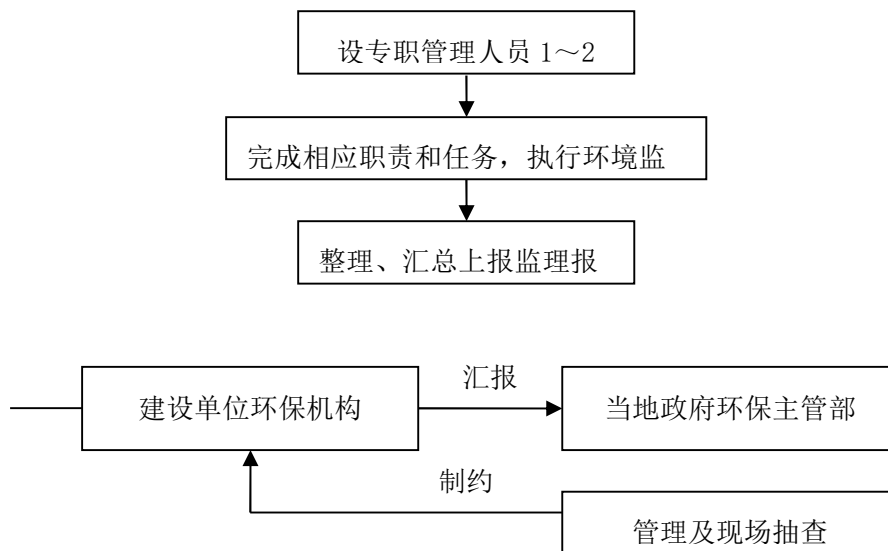 设专职管理人员 1～2
完成相应职责和任务，执行环境监
整理、汇总上报监理报
汇报
建设单位环保机构
当地政府环保主管部
制约
管理及现场抽查